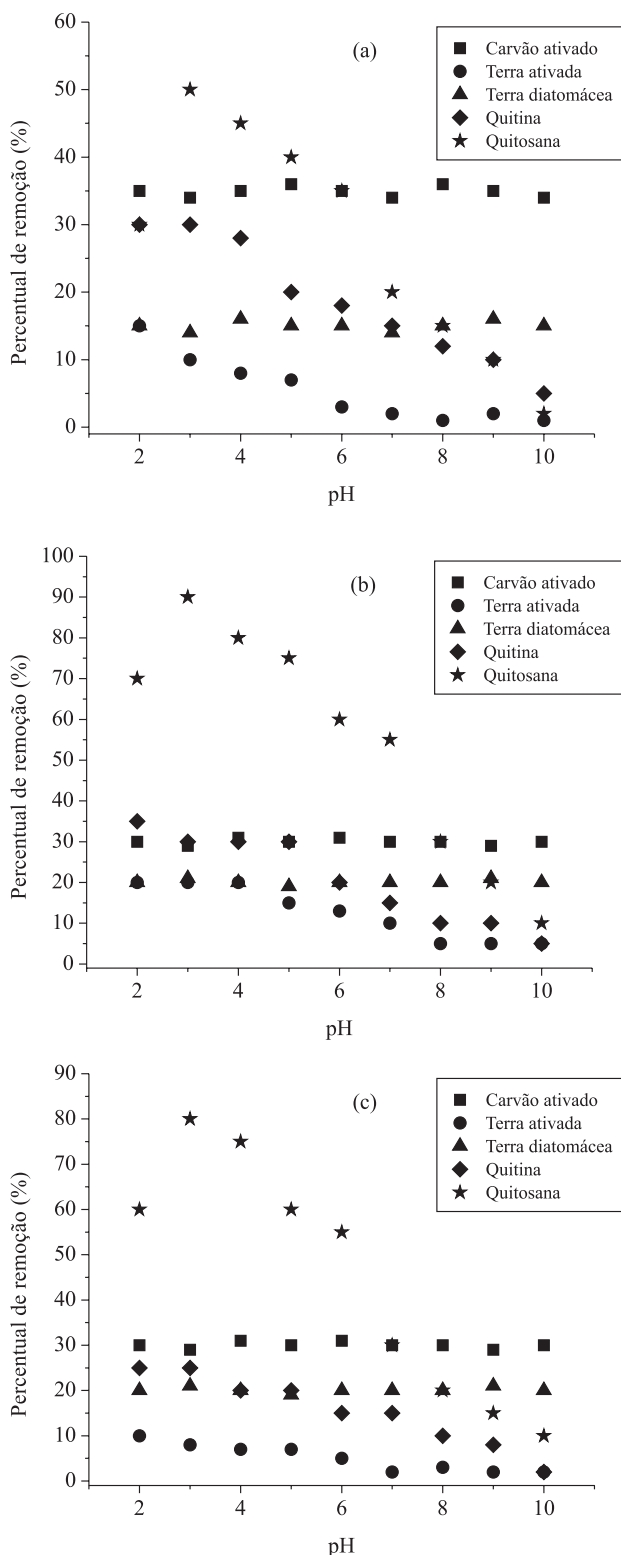 60
50
40
30
20
10
0
Percentual de remoção (%)
(a)
Carvão ativado
Terra ativada
Terra diatomácea
Quitina
Quitosana
2 4 6 8 10
pH
100
90
80
70
60
50
40
30
20
10
0
Percentual de remoção (%)
(b)
Carvão ativado
Terra ativada
Terra diatomácea
Quitina
Quitosana
2 4 6 8 10
pH
90
80
70
60
50
40
30
20
10
0
Percentual de remoção (%)
(c)
Carvão ativado
Terra ativada
Terra diatomácea
Quitina
Quitosana
2 4 6 8 10
pH